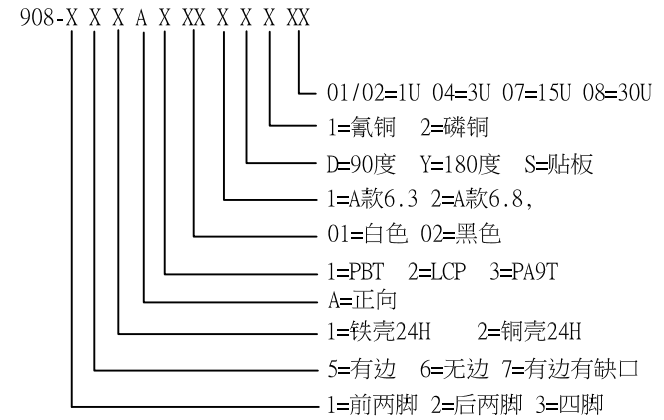 908-X X X A X XX X X X XX
01/02=1U 04=3U 07=15U 08=30U
1=氰铜 2=磷铜
D=90度 Y=180度 S=贴板
1=A款6.3 2=A款6.8,
01=白色 02=黑色
1=PBT 2=LCP 3=PA9T
A=正向
1=铁壳24H 2=铜壳24H
5=有边 6=无边 7=有边有缺口
1=前两脚 2=后两脚 3=四脚